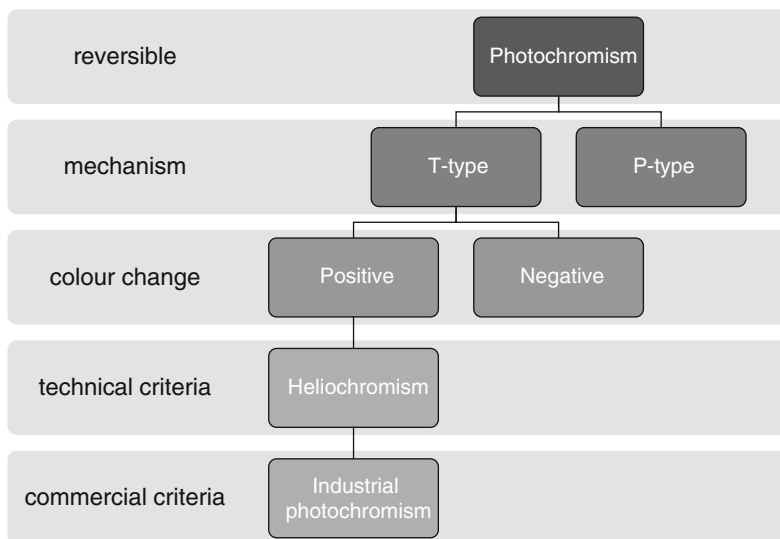 reversible
Photochromism
mechanism
T-type
P-type
colour change
Positive
Negative
technical criteria
Heliochromism
commercial criteria
Industrial
photochromism